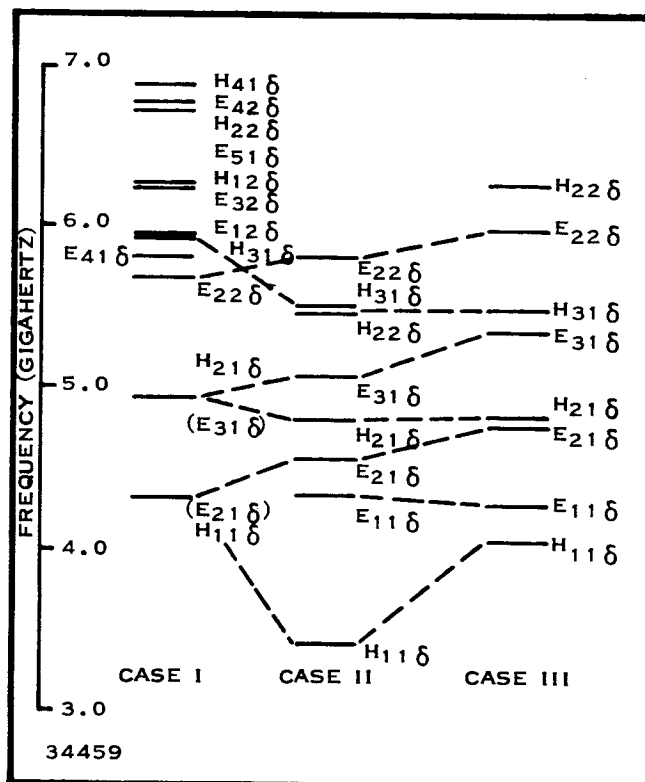 7.0
H41δ
E42δ
H22δ
E51δ
H12δ
E32δ
E12δ
H31δ
E41δ
E22δ
6.0
H21δ
(E31δ)
5.0
(E21δ)
H11δ
4.0
3.0
FREQUENCY (GIGAHERTZ)
E22δ
H31δ
H22δ
E31δ
H21δ
E21δ
E11δ
H11δ
H22δ
E22δ
H31δ
E31δ
H21δ
E21δ
E11δ
H11δ
CASE I CASE II CASE III
34459